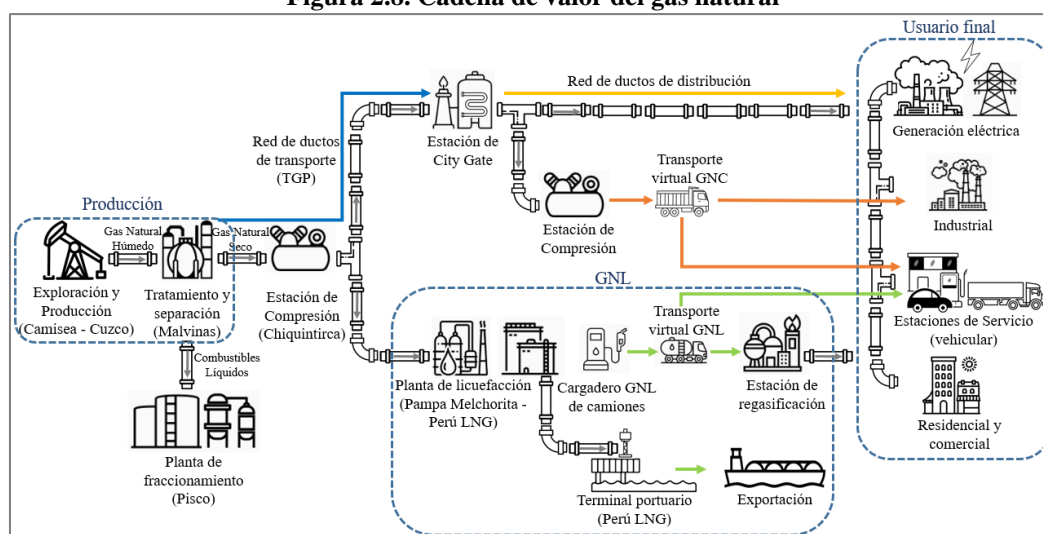 Figura 2.8. Cadena de valor del gas natural
Usuario final
Red de ductos de distribución
Generación eléctrica
Red de ductos
de transporte
(TGP)
Estación de
City Gate
Transporte
virtual GNC
Estación de
Compresión
Industrial
Producción
Gas Natural
Húmedo
Gas Natural
Seco
Exploración y
Producción
(Camisea - Cuzco)
Tratamiento y
separación
(Malvinas)
Estación de
Compresión
(Chiquintirca)
GNL
Transporte
virtual GNL
Estaciones de Servicio
(vehicular)
Combustibles
Líquidos
Planta de licuefacción
(Pampa Melchorita -
Perú LNG)
Cargadero GNL
de camiones
Estación de
regasificación
Residencial y
comercial
Planta de
fraccionamiento
(Pisco)
Terminal portuario
(Perú LNG)
Exportación